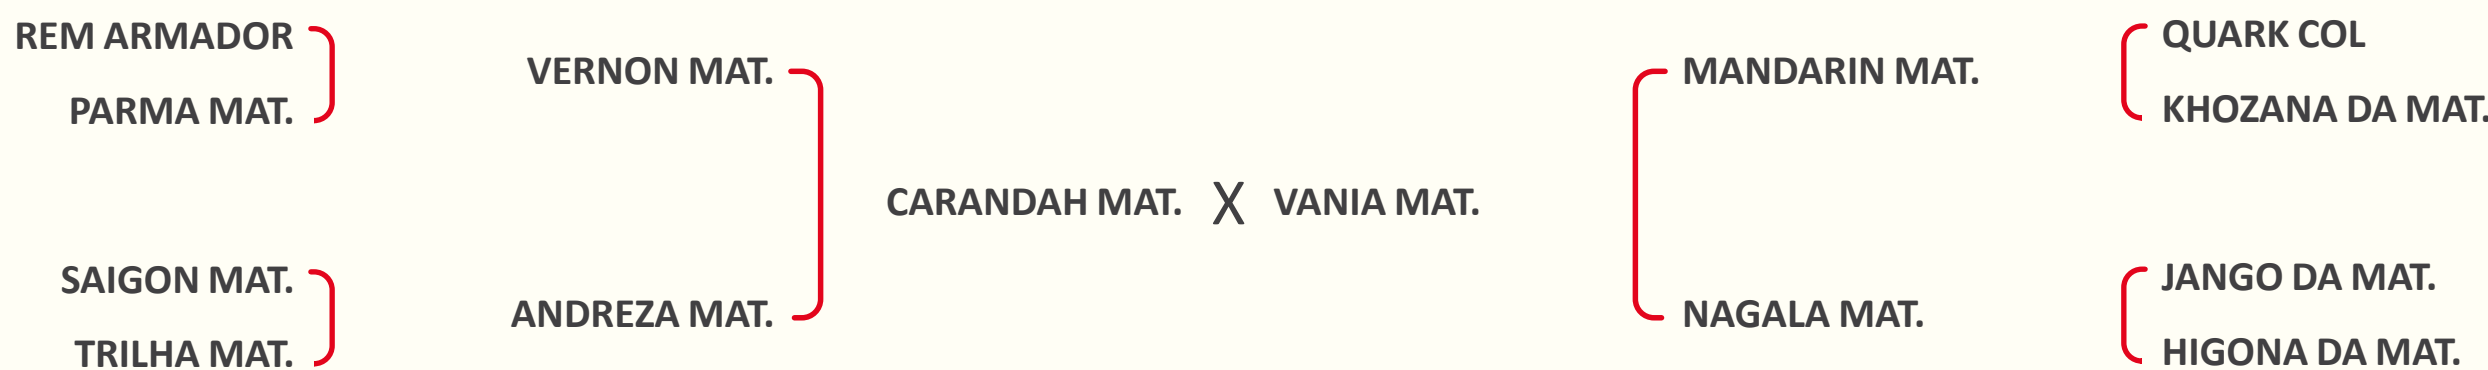 REM ARMADOR
PARMA MAT.
VERNON MAT.
SAIGON MAT.
TRILHA MAT.
ANDREZA MAT.
CARANDAH MAT. X VANIA MAT.
MANDARIN MAT.
QUARK COL
KHOZANA DA MAT.
NAGALA MAT.
JANGO DA MAT.
HIGONA DA MAT.